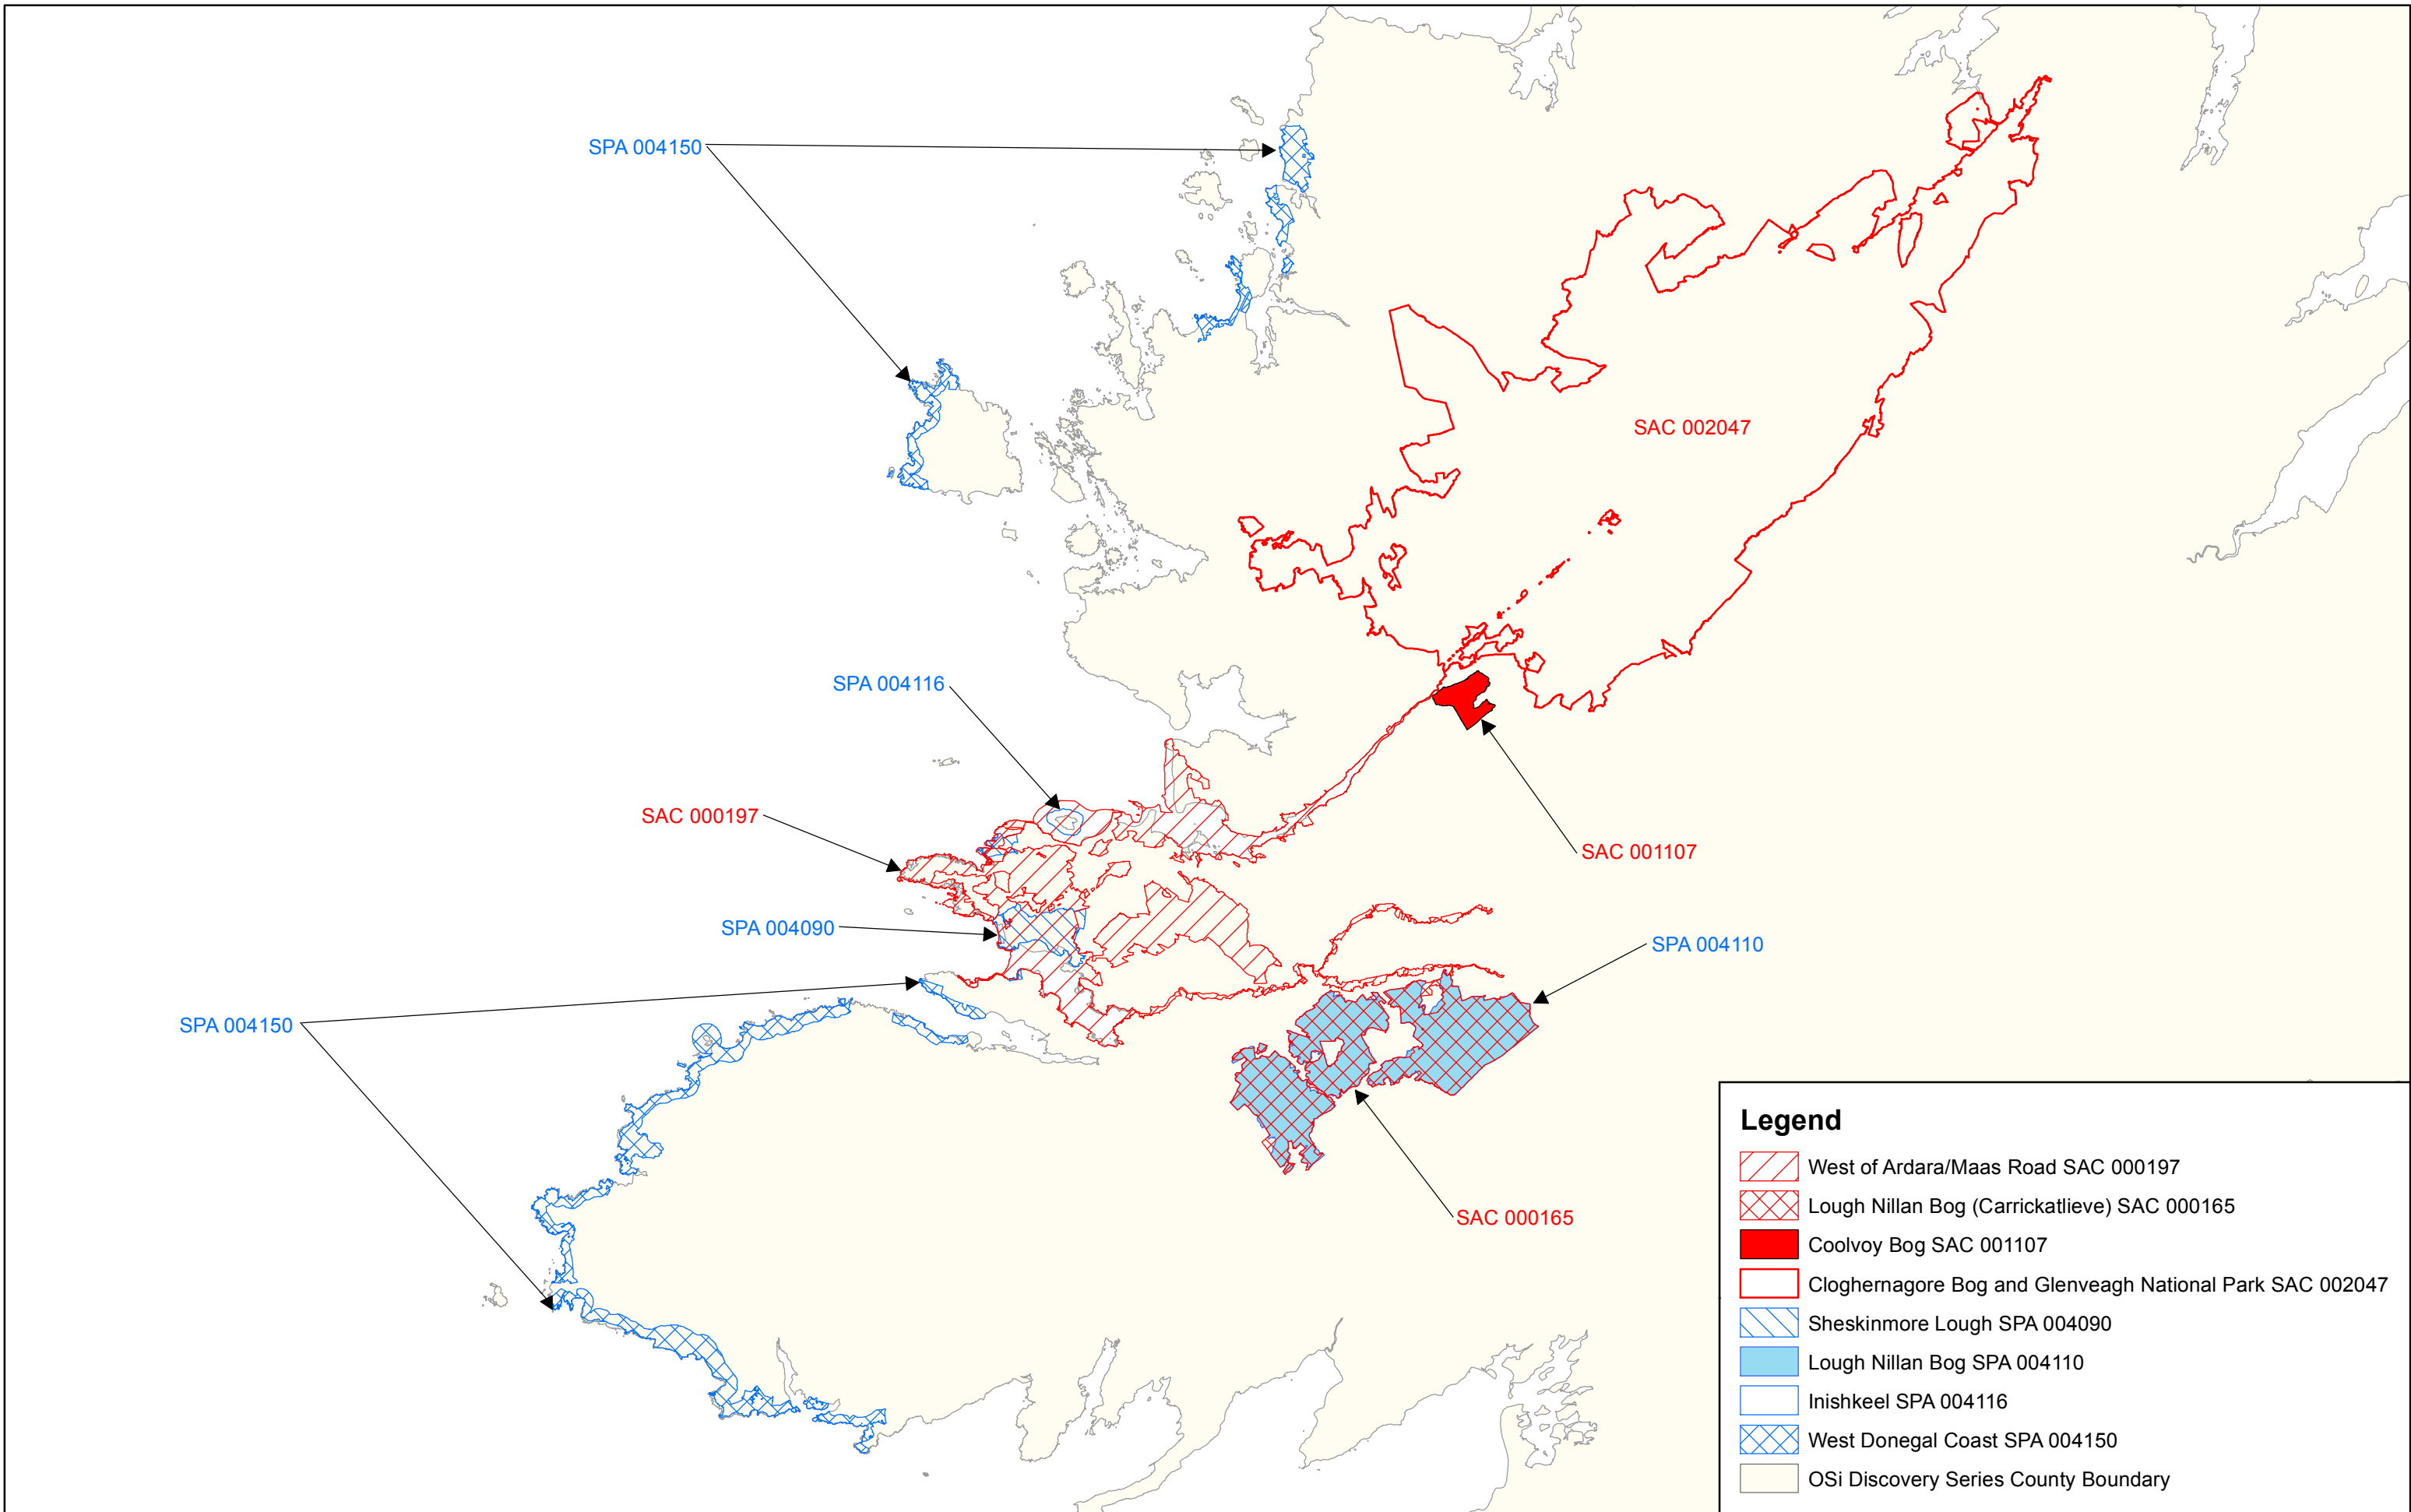 SPA 004150
SAC 002047
SPA 004116
SAC 000197
SAC 001107
SPA 004090
SPA 004110
SPA 004150
SAC 000165
Legend
West of Ardara/Maas Road SAC 000197
Lough Nillan Bog (Carrickatlieve) SAC 000165
Coolvoy Bog SAC 001107
Cloghernagore Bog and Glenveagh National Park SAC 002047
Sheskinmore Lough SPA 004090
Lough Nillan Bog SPA 004110
Inishkeel SPA 004116
West Donegal Coast SPA 004150
OSi Discovery Series County Boundary